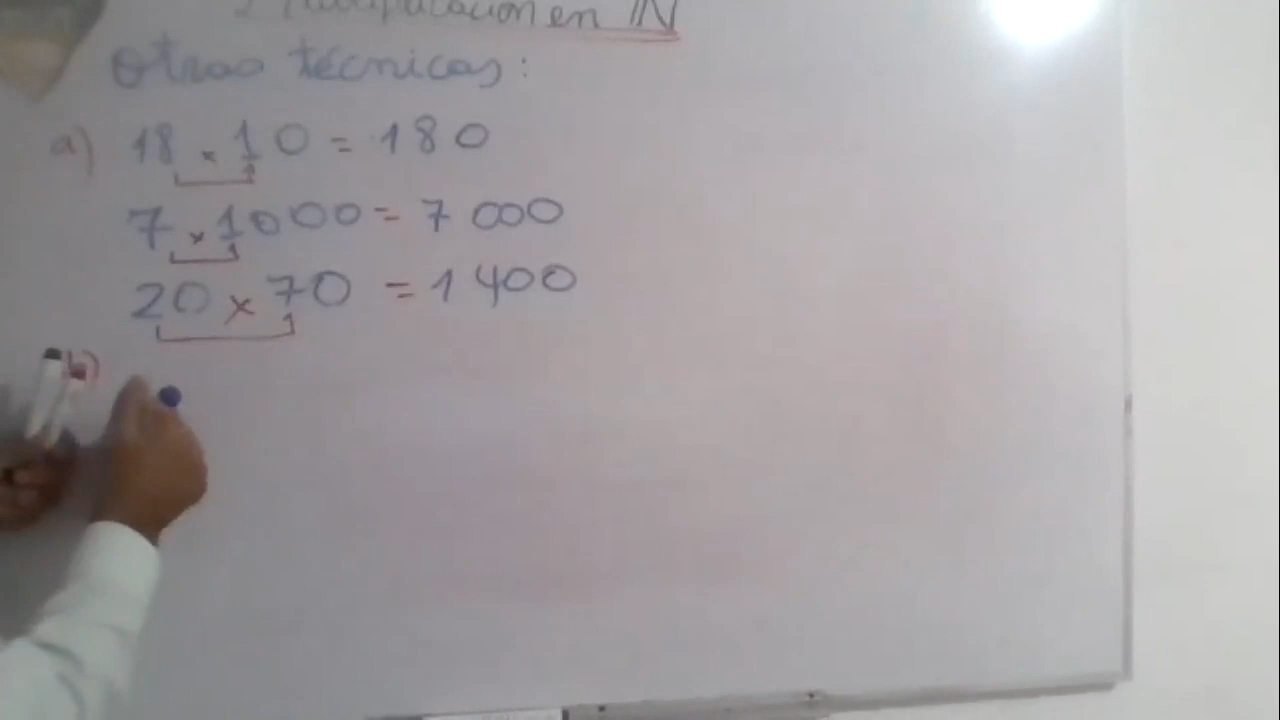 Multiplicación en IN
Otras técnicas:
a) 18 x 10 = 180
7 x 1000 = 7 000
20 x 70 = 1 400
b)